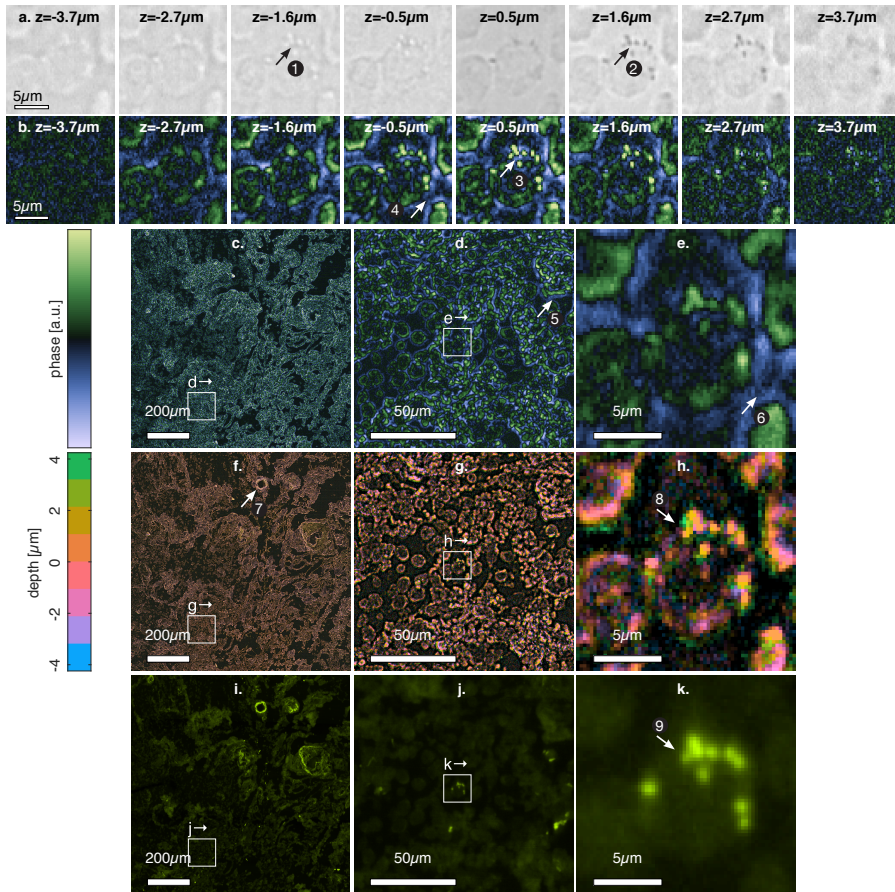 a. z=-3.7µm z=-2.7µm z=-1.6µm z=-0.5µm z=0.5µm z=1.6µm z=2.7µm z=3.7µm
1 2
5µm
b. z=-3.7µm z=-2.7µm z=-1.6µm z=-0.5µm z=0.5µm z=1.6µm z=2.7µm z=3.7µm
3
4
5µm
phase [a.u.]
c. d. e.
e→ 5
d→
6
200µm 50µm 5µm
depth [µm]
4
2
0
-2
-4
f. g. h.
7 8
h→
g→
200µm 50µm 5µm
i. j. k.
9
k→
j→
200µm 50µm 5µm